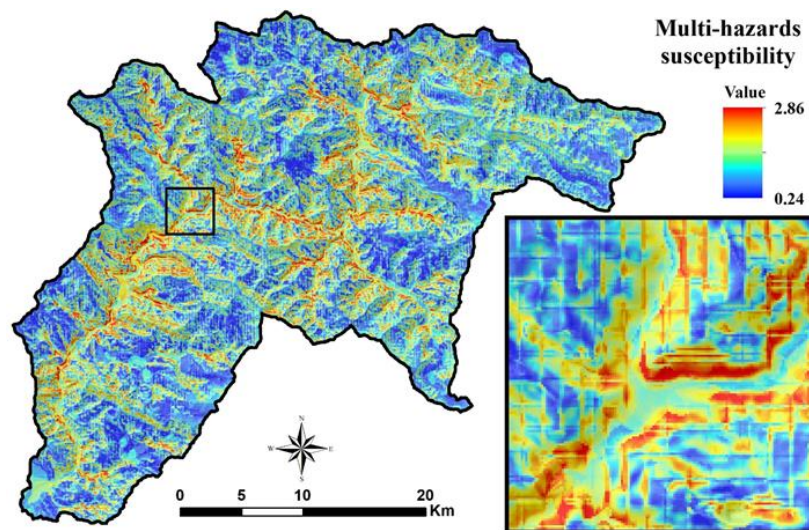 Multi-hazards
susceptibility
Value
2.86
0.24
N
W E
S
0 5 10 20
Km